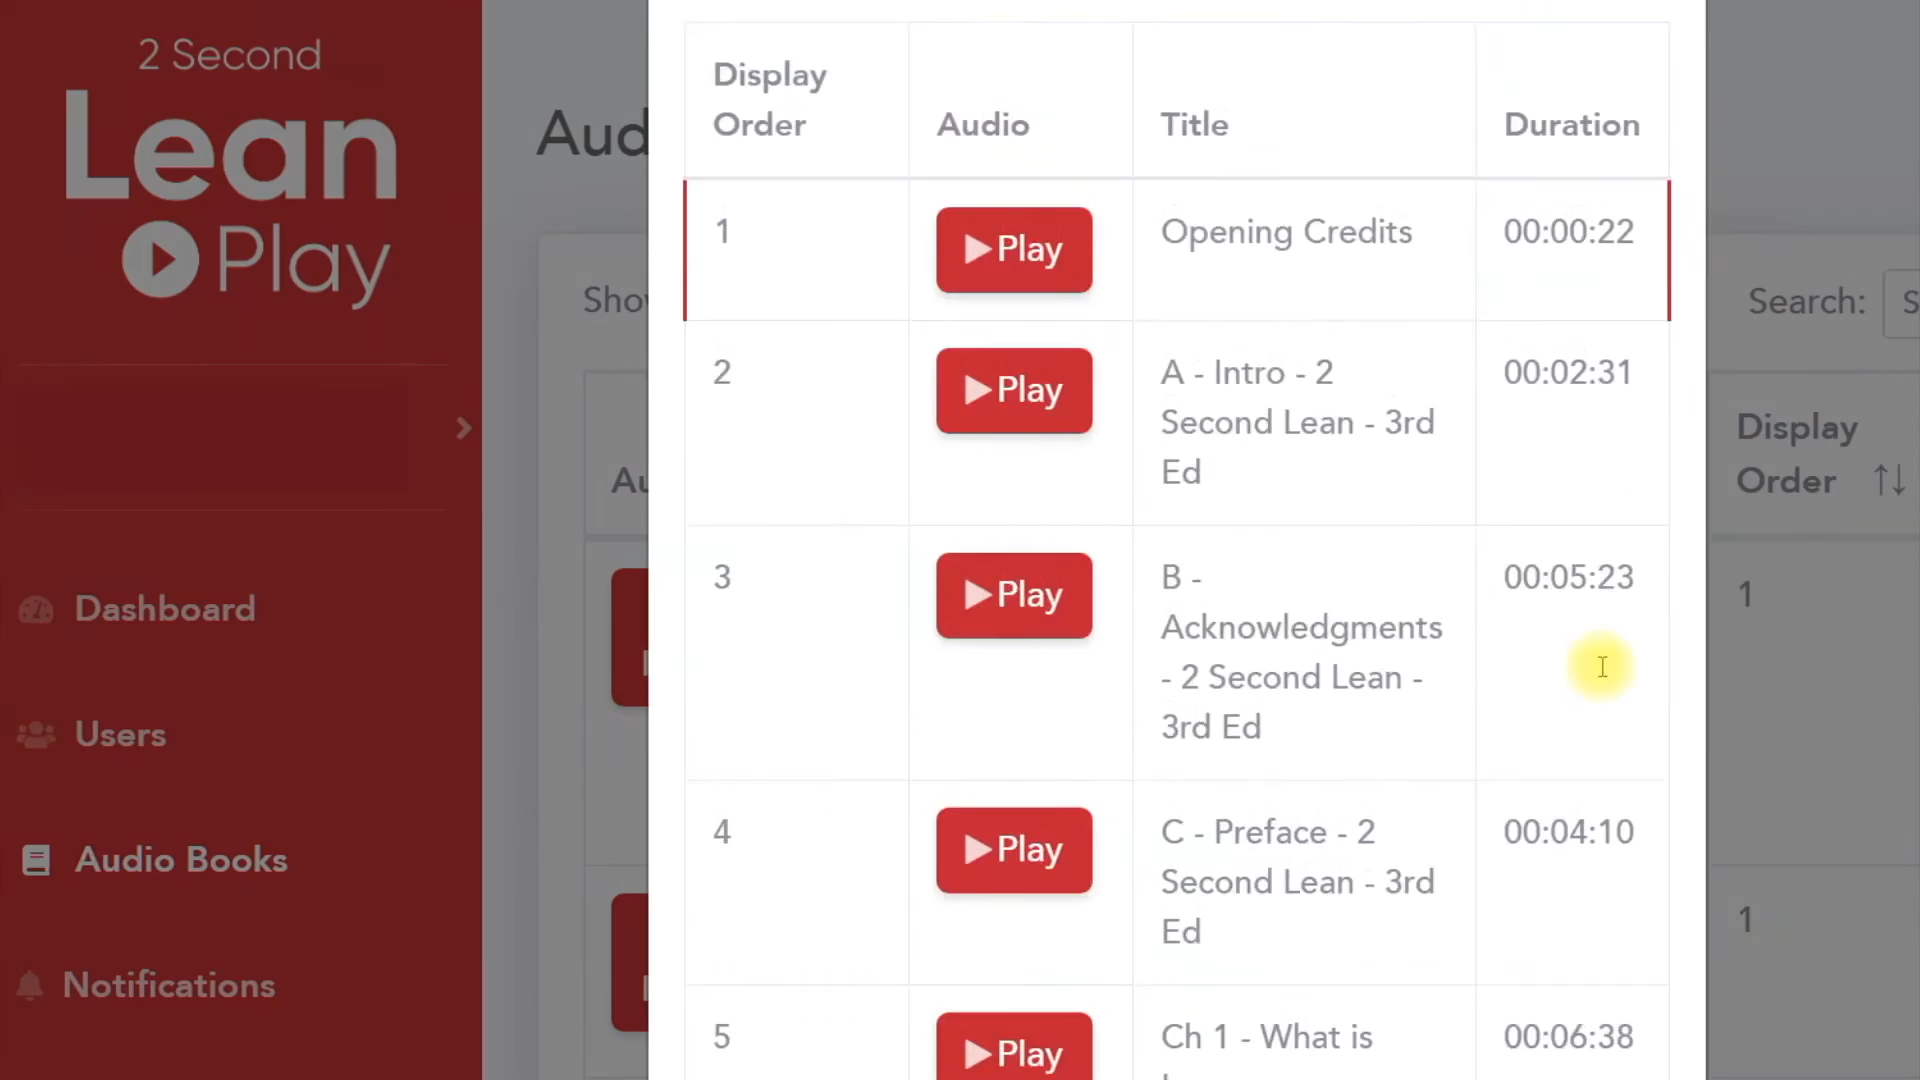 2 Second
Lean
Play
Dashboard
Users
Audio Books
Notifications
Display
Order
Audio
Title
Duration
1
Play
Opening Credits
00:00:22
2
Play
A - Intro - 2
Second Lean - 3rd
Ed
00:02:31
3
Play
B -
Acknowledgments
- 2 Second Lean -
3rd Ed
00:05:23
4
Play
C - Preface - 2
Second Lean - 3rd
Ed
00:04:10
5
Play
Ch 1 - What is
00:06:38
Search:
Display
Order
1
1